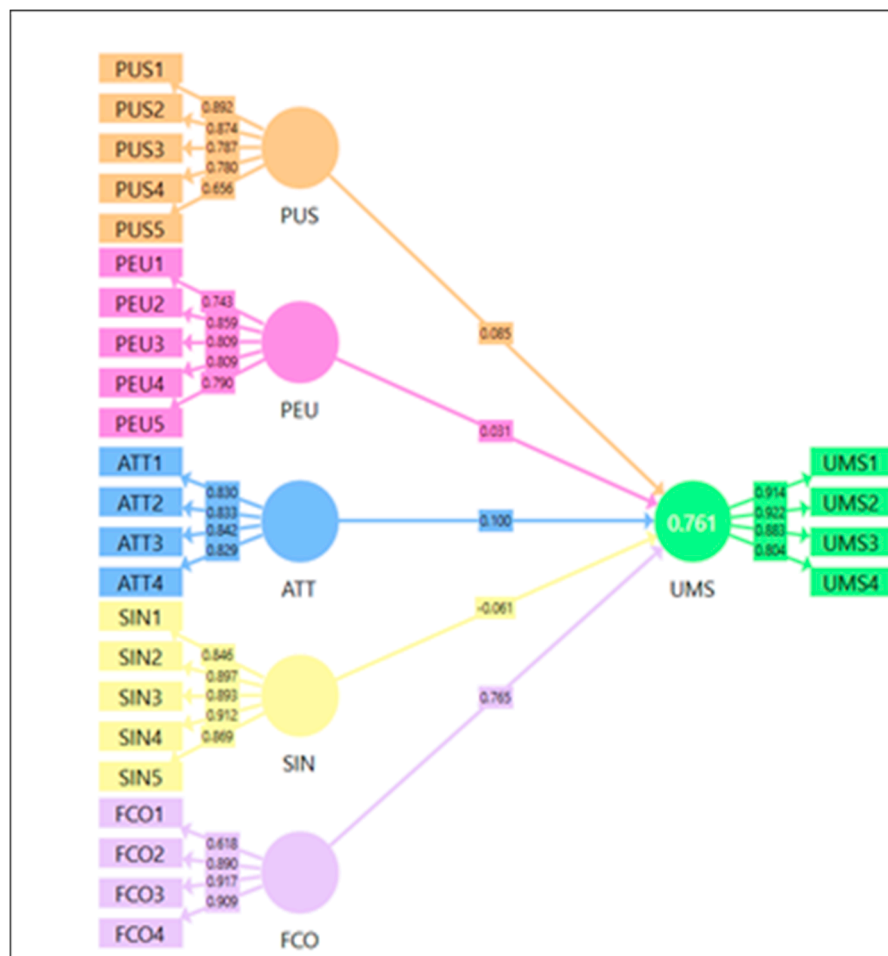 PUS1
PUS2
PUS3
PUS4
PUS5
0.892
0.874
0.787
0.780
0.656
PUS
PEU1
PEU2
PEU3
PEU4
PEU5
0.743
0.859
0.809
0.809
0.790
PEU
ATT1
ATT2
ATT3
ATT4
0.830
0.833
0.842
0.829
ATT
SIN1
SIN2
SIN3
SIN4
SIN5
0.846
0.897
0.893
0.912
0.869
SIN
FCO1
FCO2
FCO3
FCO4
0.618
0.890
0.917
0.909
FCO
0.085
0.031
0.100
-0.061
0.765
0.761
UMS
0.914
0.922
0.883
0.804
UMS1
UMS2
UMS3
UMS4